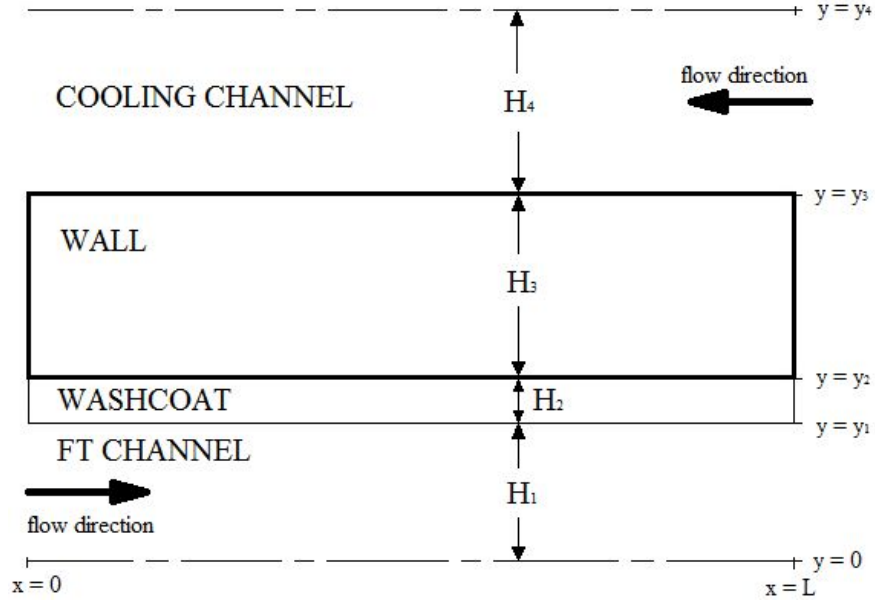 y = y₄
flow direction
COOLING CHANNEL
H₄
y = y₃
WALL
H₃
y = y₂
WASHCOAT
H₂
y = y₁
FT CHANNEL
H₁
flow direction
y = 0
x = 0
x = L